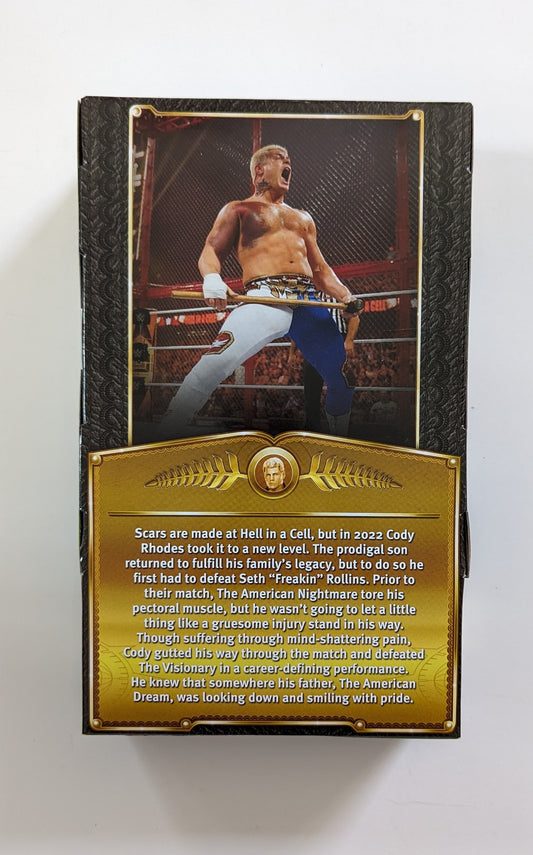 Scars are made at Hell in a Cell, but in 2022 Cody
Rhodes took it to a new level. The prodigal son
returned to fulfill his family's legacy, but to do so he
first had to defeat Seth “Freakin” Rollins. Prior to
their match, The American Nightmare tore his
pectoral muscle, but he wasn't going to let a little
thing like a gruesome injury stand in his way.
Though suffering through mind-shattering pain,
Cody gutted his way through the match and defeated
The Visionary in a career-defining performance.
He knew that somewhere his father, The American
Dream, was looking down and smiling with pride.